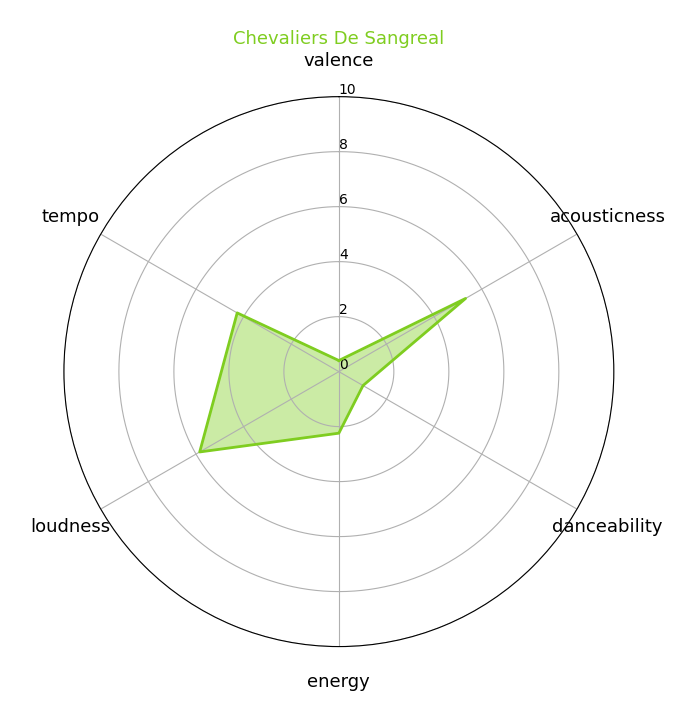 Chevaliers De Sangreal
valence
10
8
6
4
2
0
tempo
acousticness
loudness
danceability
energy